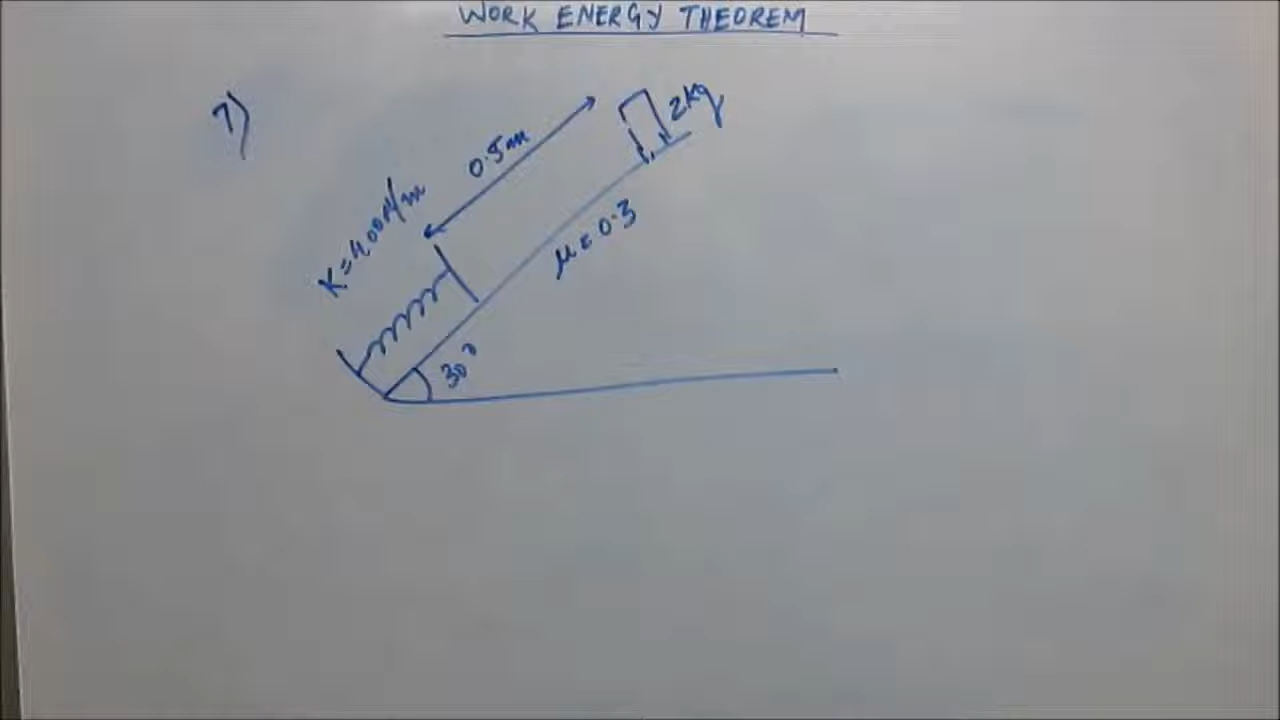 WORK ENERGY THEOREM
7)
2kg
0.5m
K=400N/m
μ=0.3
30°